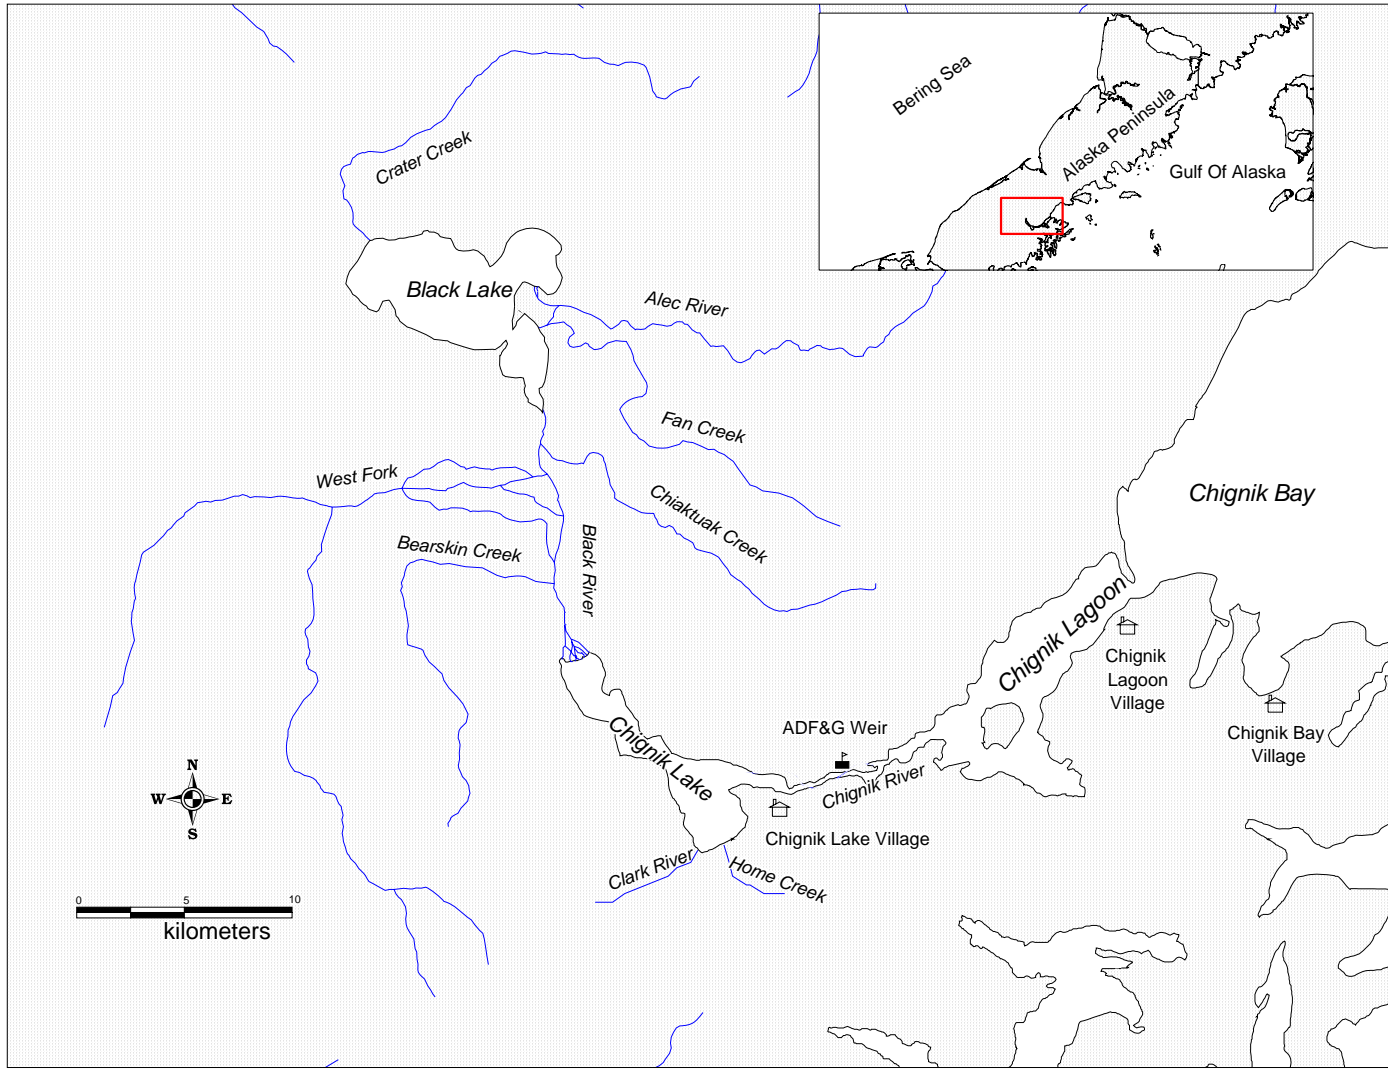 Bering Sea
Alaska Peninsula
Gulf Of Alaska
Crater Creek
Black Lake
Alec River
Fan Creek
West Fork
Chiaktuak Creek
Chignik Bay
Bearskin Creek
Black River
Chignik Lagoon
Chignik
Lagoon
Village
Chignik Bay
Village
ADF&G Weir
Chignik Lake
Chignik River
Chignik Lake Village
Clark River
Home Creek
N
W E
S
0 5 10
kilometers